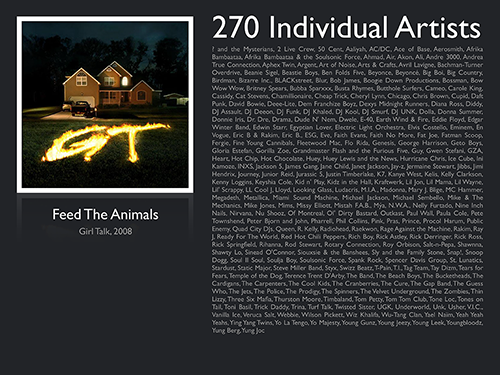 270 Individual Artists
? and the Mysterians, 2 Live Crew, 50 Cent, Aaliyah, AC/DC, Ace of Base, Aerosmith, Afrika
Bambaataa, Afrika Bambaataa & the Soulsonic Force, Ahmad, Air, Akon, Ali, Andre 3000, Andrea
True Connection, Aphex Twin, Argent, Art of Noise, Arts & Crafts, Avril Lavigne, Bachman-Turner
Overdrive, Beanie Sigel, Beastie Boys, Ben Folds Five, Beyonce, Beyoncé, Big Boi, Big Country,
Birdman, Bizarre Inc., BLACKstreet, Blur, Bob James, Boogie Down Productions, Bossman, Bow
Wow Wow, Britney Spears, Bubba Sparxxx, Busta Rhymes, Butthole Surfers, Cameo, Carole King,
Cassidy, Cat Stevens, Chamillionaire, Cheap Trick, Cheryl Lynn, Chicago, Chris Brown, Cupid, Daft
Punk, David Bowie, Deee-Lite, Dem Franchize Boyz, Dexys Midnight Runners, Diana Ross, Diddy,
DJ Assault, DJ Deeon, DJ Funk, DJ Khaled, DJ Kool, DJ Smurf, DJ UNK, Dolla, Donna Summer,
Donnie Iris, Dr. Dre, Drama, Dude N' Nem, Dwele, E-40, Earth Wind & Fire, Eddie Floyd, Edgar
Winter Band, Edwin Starr, Egyptian Lover, Electric Light Orchestra, Elvis Costello, Eminem, En
Vogue, Eric B & Rakim, Eric B., ESG, Eve, Faith Evans, Faith No More, Fat Joe, Fatman Scoop,
Fergie, Fine Young Cannibals, Fleetwood Mac, Flo Rida, Genesis, George Harrison, Geto Boys,
Gloria Estefan, Gorilla Zoe, Grandmaster Flash and the Furious Five, Guy, Gwen Stefani, GZA,
Heart, Hot Chip, Hot Chocolate, Huey, Huey Lewis and the News, Hurricane Chris, Ice Cube, Ini
Kamoze, INXS, Jackson 5, James Gang, Jane Child, Janet Jackson, Jay-z, Jermaine Stewart, Jibbs, Jimi
Hendrix, Journey, Junior Reid, Jurassic 5, Justin Timberlake, K7, Kanye West, Kelis, Kelly Clarkson,
Kenny Loggins, Keyshia Cole, Kid n' Play, Kidz in the Hall, Kraftwerk, Lil Jon, Lil Mama, Lil Wayne,
Lil' Scrappy, LL Cool J, Lloyd, Looking Glass, Ludacris, M.I.A., Madonna, Mary J Blige, MC Hammer,
Megadeth, Metallica, Miami Sound Machine, Michael Jackson, Michael Sembello, Mike & The
Mechanics, Mike Jones, Mims, Missy Elliott, Mistah F.A.B., Mýa, N.W.A., Nelly Furtado, Nine Inch
Nails, Nirvana, Nu Shooz, Of Montreal, Ol' Dirty Bastard, Outkast, Paul Wall, Paula Cole, Pete
Townshend, Peter Bjorn and John, Pharrell, Phil Collins, Pink, Pras, Prince, Procol Harum, Public
Enemy, Quad City Djs, Queen, R. Kelly, Radiohead, Raekwon, Rage Against the Machine, Rakim, Ray
J, Ready For The World, Red Hot Chili Peppers, Rich Boy, Rick Astley, Rick Derringer, Rick Ross,
Rick Springfield, Rihanna, Rod Stewart, Rotary Connection, Roy Orbison, Salt-n-Pepa, Shawnna,
Shawty Lo, Sinead O'Connor, Siouxsie & the Banshees, Sly and the Family Stone, Snap!, Snoop
Dogg, Soul II Soul, Soulja Boy, Soulsonic Force, Spank Rock, Spencer Davis Group, St. Lunatics,
Stardust, Static Major, Steve Miller Band, Styx, Swizz Beatz, T-Pain, T.I., Tag Team, Tay Dizm, Tears for
Fears, Temple of the Dog, Terence Trent D'Arby, The Band, The Beach Boys, The Bucketheads, The
Cardigans, The Carpenters, The Cool Kids, The Cranberries, The Cure, The Gap Band, The Guess
Who, The Jets, The Police, The Prodigy, The Spinners, The Velvet Underground, The Zombies, Thin
Lizzy, Three Six Mafia, Thurston Moore, Timbaland, Tom Petty, Tom Tom Club, Tone Loc, Tones on
Tail, Toni Basil, Trick Daddy, Trina, Turf Talk, Twisted Sister, UGK, Underworld, Unk, Usher, V.I.C.,
Vanilla Ice, Veruca Salt, Webbie, Wilson Pickett, Wiz Khalifa, Wu-Tang Clan, Yael Naim, Yeah Yeah
Yeahs, Ying Yang Twins, Yo La Tengo, Yo Majesty, Young Gunz, Young Jeezy, Young Leek, Youngbloodz,
Yung Berg, Yung Joc
GT
Feed The Animals
Girl Talk, 2008